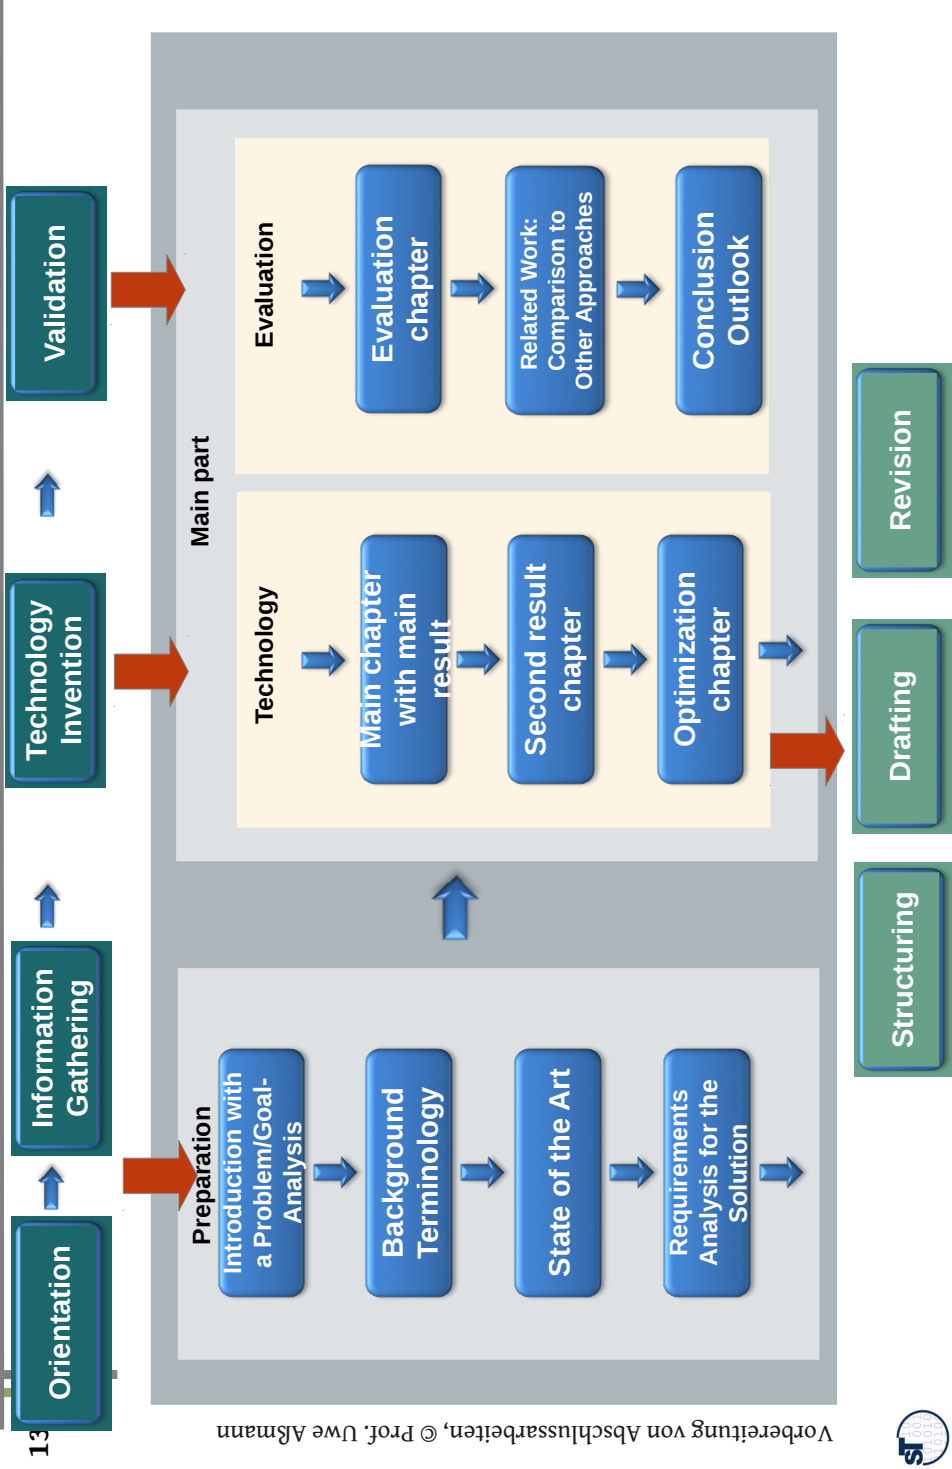 Orientation
Information
Gathering
Technology
Invention
Validation
Preparation
Introduction with
a Problem/Goal-
Analysis
Background
Terminology
State of the Art
Requirements
Analysis for the
Solution
Main part
Technology
Main chapter
with main
result
Second result
chapter
Optimization
chapter
Evaluation
Evaluation
chapter
Related Work:
Comparison to
Other Approaches
Conclusion
Outlook
Structuring
Drafting
Revision
13
Vorbereitung von Abschlussarbeiten, © Prof. Uwe Aßmann
ST